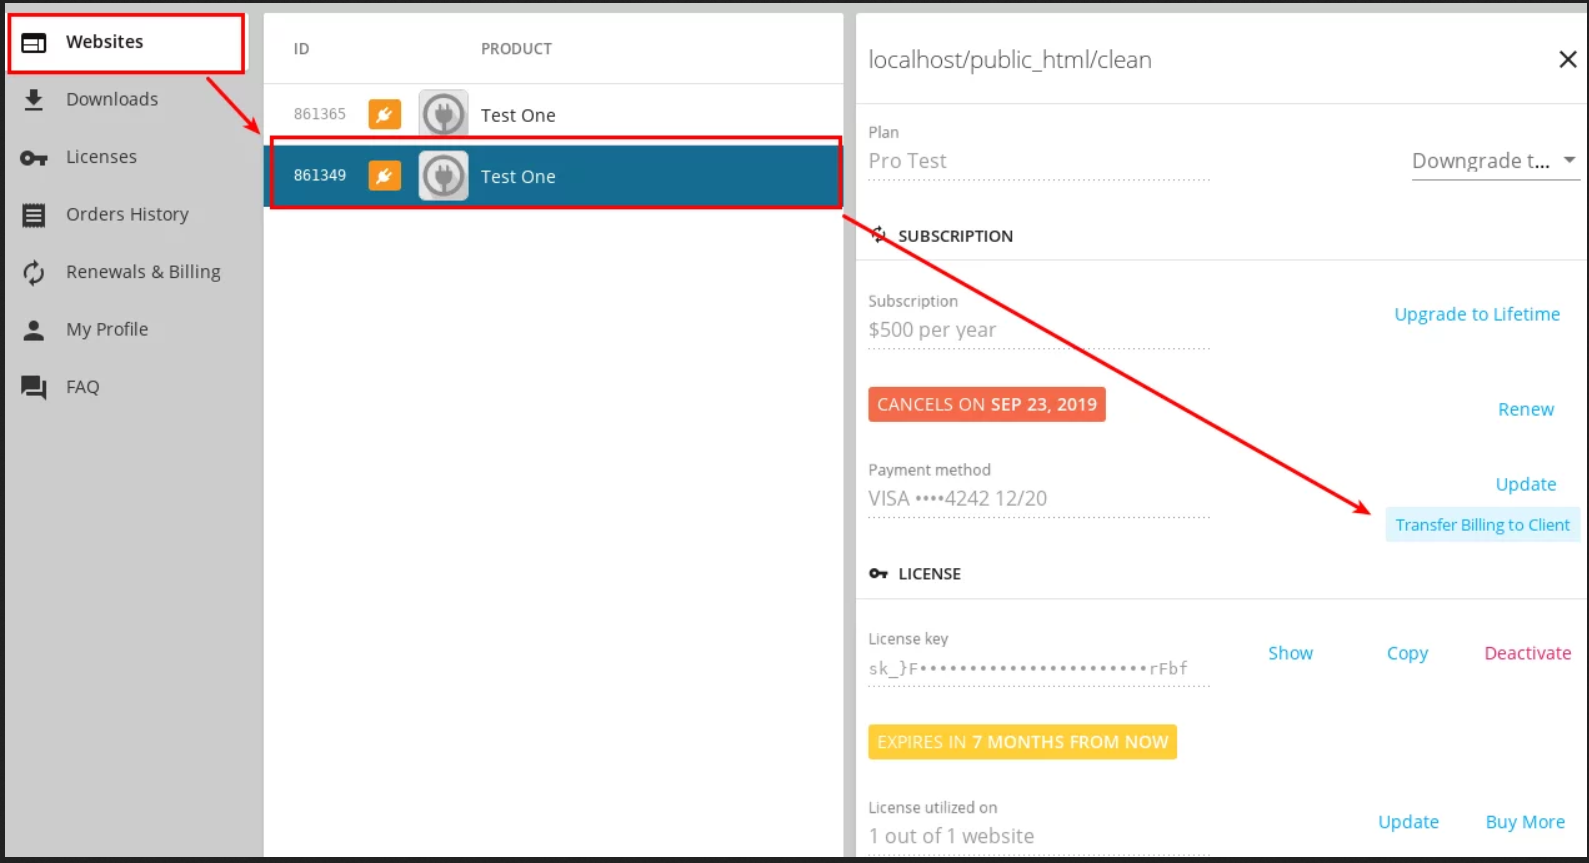 Websites
Downloads
Licenses
Orders History
Renewals & Billing
My Profile
FAQ
ID PRODUCT
861365 Test One
861349 Test One
localhost/public_html/clean
Plan
Pro Test
Downgrade t...
SUBSCRIPTION
Subscription
$500 per year
Upgrade to Lifetime
CANCELS ON SEP 23, 2019
Renew
Payment method
VISA ••••4242 12/20
Update
Transfer Billing to Client
LICENSE
License key
sk_}F•••••••••••••••••••••••rFbf
Show Copy Deactivate
EXPIRES IN 7 MONTHS FROM NOW
License utilized on
1 out of 1 website
Update Buy More